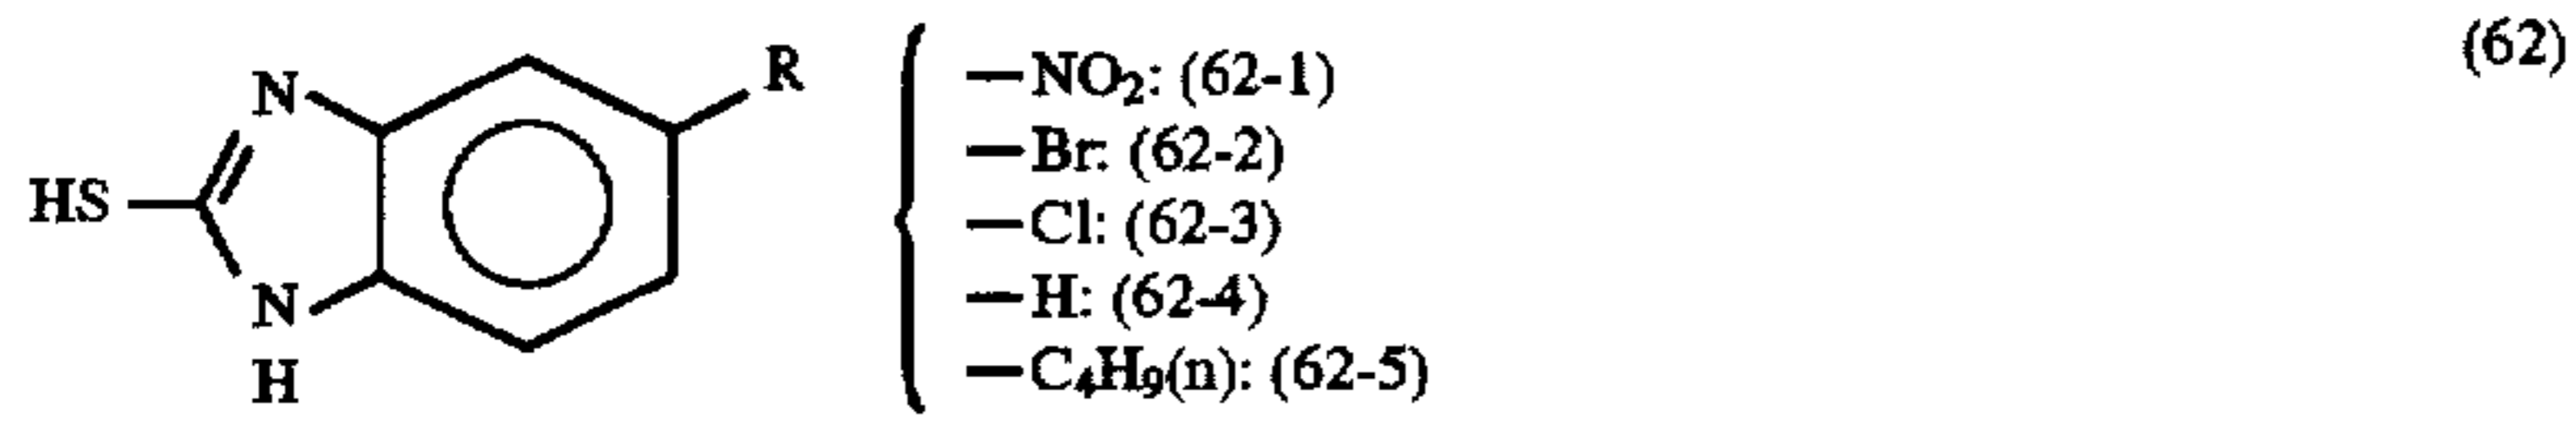 (62)
R
N
HS
N
H
—NO₂: (62-1)
—Br: (62-2)
—Cl: (62-3)
—H: (62-4)
—C₄H₉(n): (62-5)